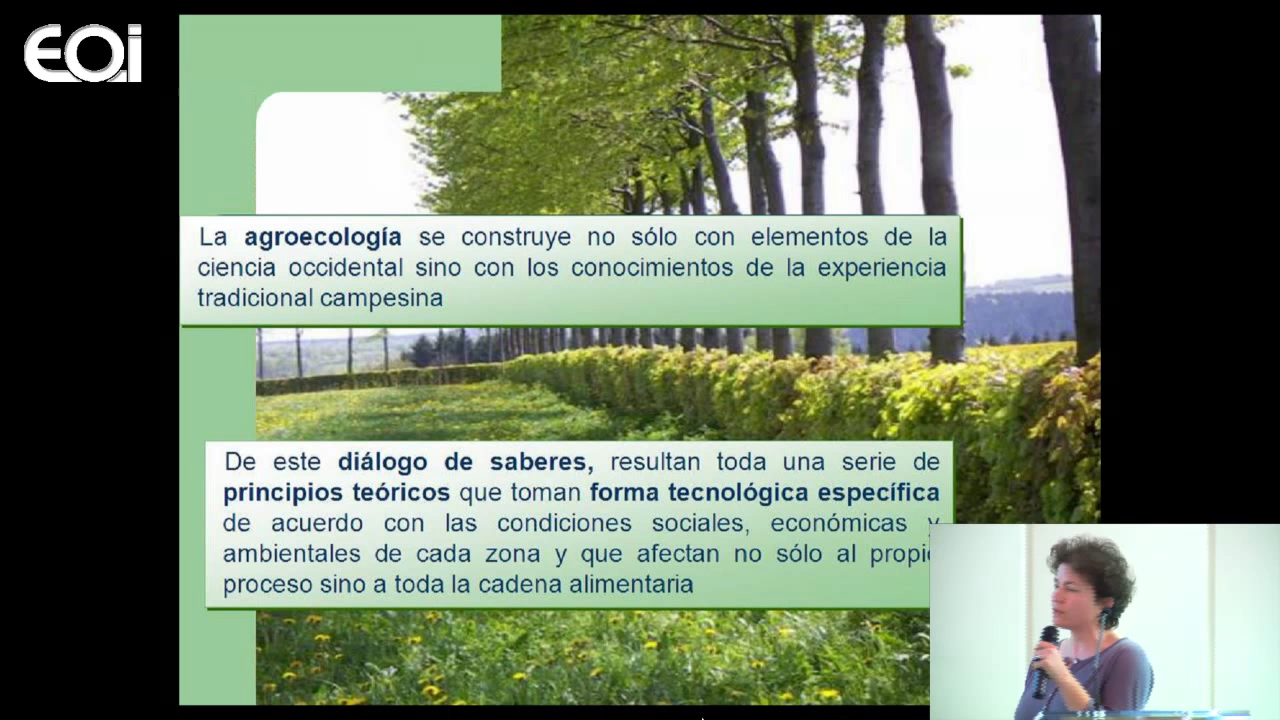 EOi
La agroecología se construye no sólo con elementos de la
ciencia occidental sino con los conocimientos de la experiencia
tradicional campesina
De este diálogo de saberes, resultan toda una serie de
principios teóricos que toman forma tecnológica específica
de acuerdo con las condiciones sociales, económicas y
ambientales de cada zona y que afectan no sólo al propio
proceso sino a toda la cadena alimentaria